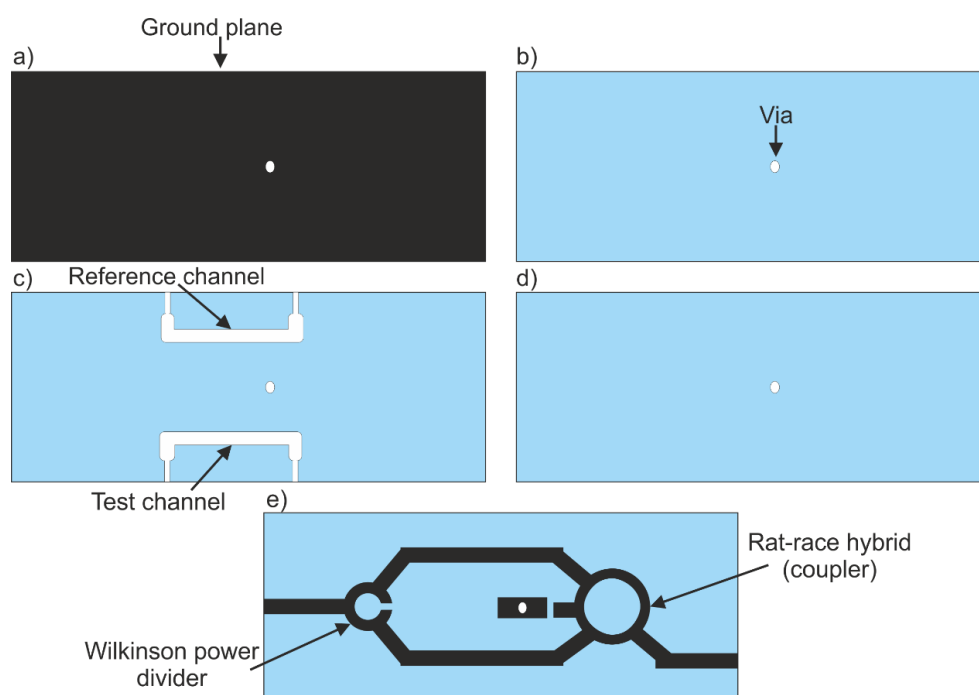 Ground plane
a)
b)
Via
c)
Reference channel
d)
Test channel
e)
Rat-race hybrid
(coupler)
Wilkinson power
divider